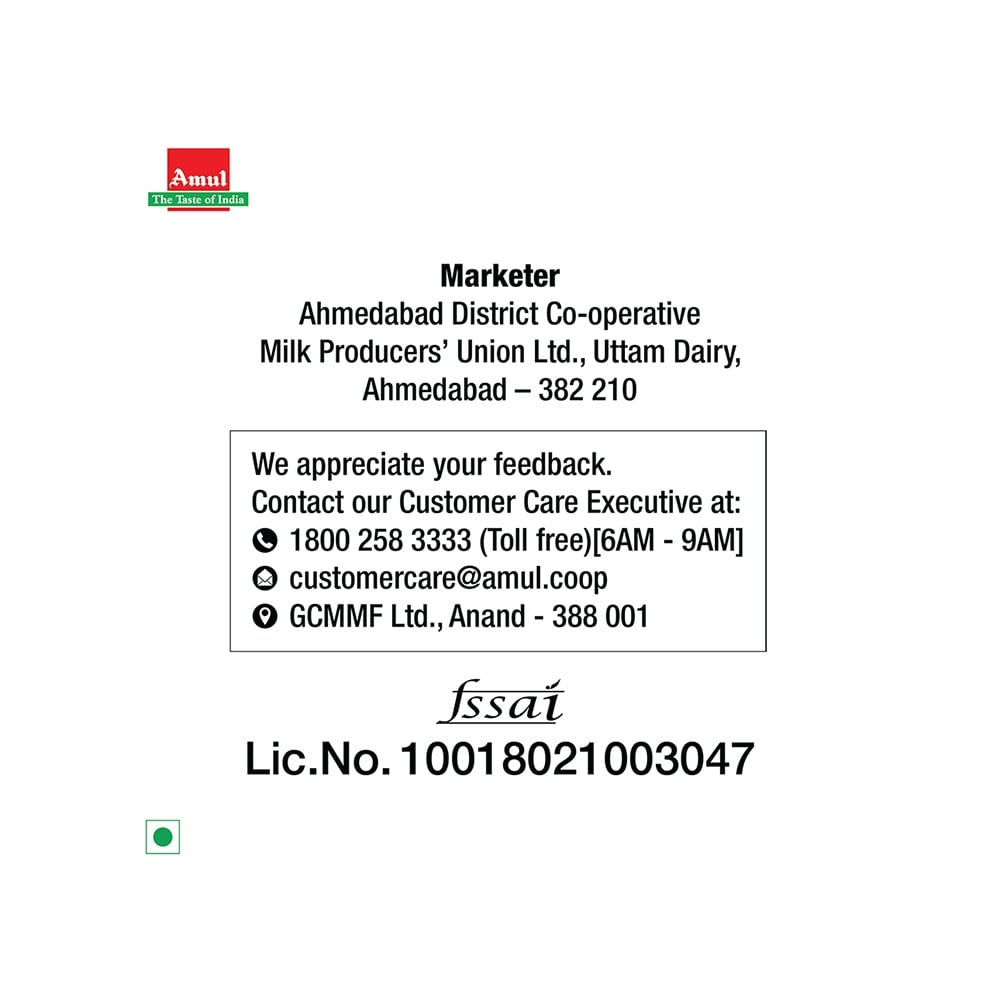 Amul
The Taste of India
Marketer
Ahmedabad District Co-operative
Milk Producers’ Union Ltd., Uttam Dairy,
Ahmedabad – 382 210
We appreciate your feedback.
Contact our Customer Care Executive at:
1800 258 3333 (Toll free)[6AM - 9AM]
customercare@amul.coop
GCMMF Ltd., Anand - 388 001
fssai
Lic.No. 10018021003047